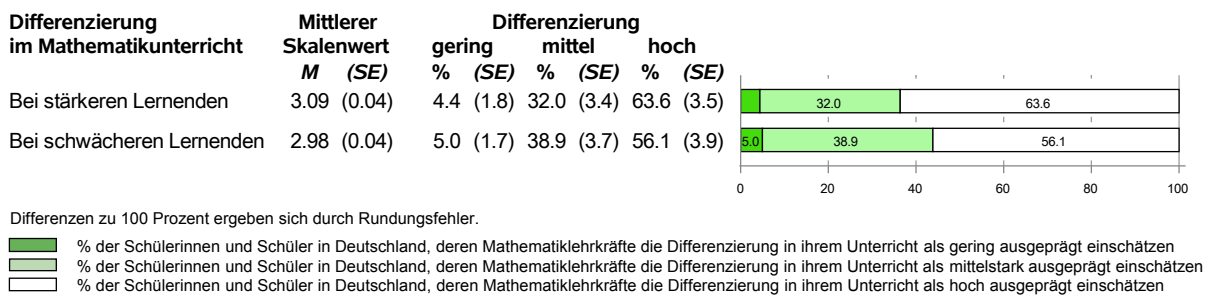 Differenzierung Mittlerer Differenzierung
im Mathematikunterricht Skalenwert gering mittel hoch
M (SE) % (SE) % (SE) % (SE)
Bei stärkeren Lernenden 3.09 (0.04) 4.4 (1.8) 32.0 (3.4) 63.6 (3.5) 32.0 63.6
Bei schwächeren Lernenden 2.98 (0.04) 5.0 (1.7) 38.9 (3.7) 56.1 (3.9) 5.0 38.9 56.1
0 20 40 60 80 100
Differenzen zu 100 Prozent ergeben sich durch Rundungsfehler.
% der Schülerinnen und Schüler in Deutschland, deren Mathematiklehrkräfte die Differenzierung in ihrem Unterricht als gering ausgeprägt einschätzen
% der Schülerinnen und Schüler in Deutschland, deren Mathematiklehrkräfte die Differenzierung in ihrem Unterricht als mittelstark ausgeprägt einschätzen
% der Schülerinnen und Schüler in Deutschland, deren Mathematiklehrkräfte die Differenzierung in ihrem Unterricht als hoch ausgeprägt einschätzen